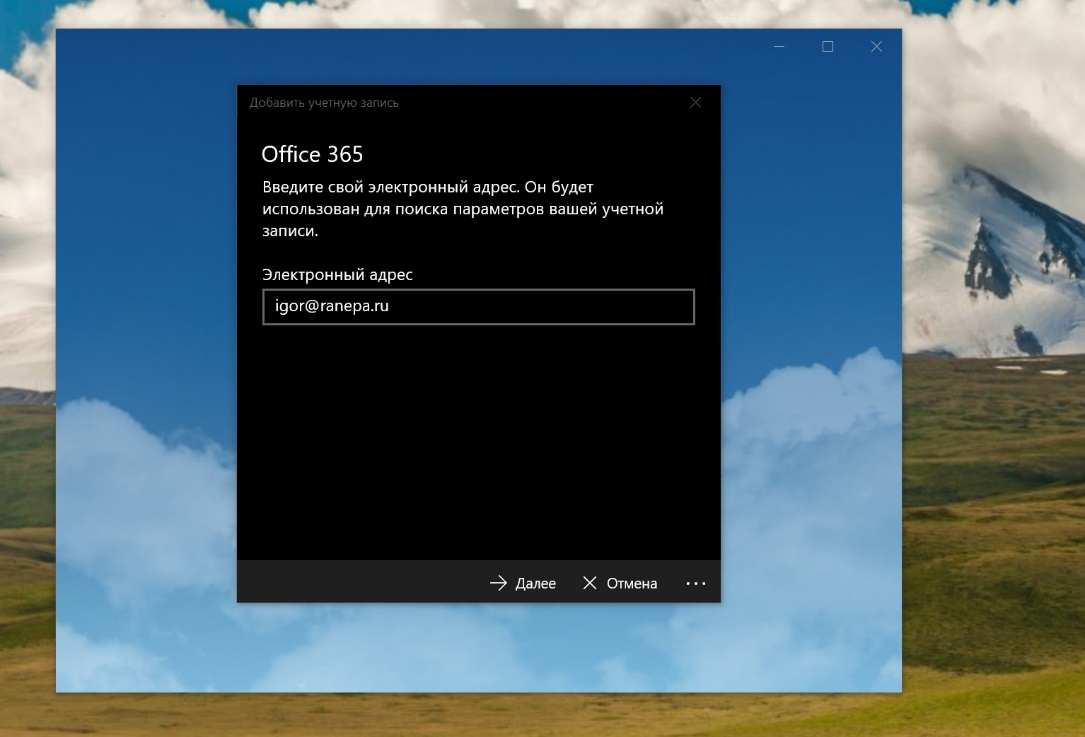 Добавить учетную запись
Office 365
Введите свой электронный адрес. Он будет
использован для поиска параметров вашей учетной
записи.
Электронный адрес
igor@ranepa.ru
Далее Отмена